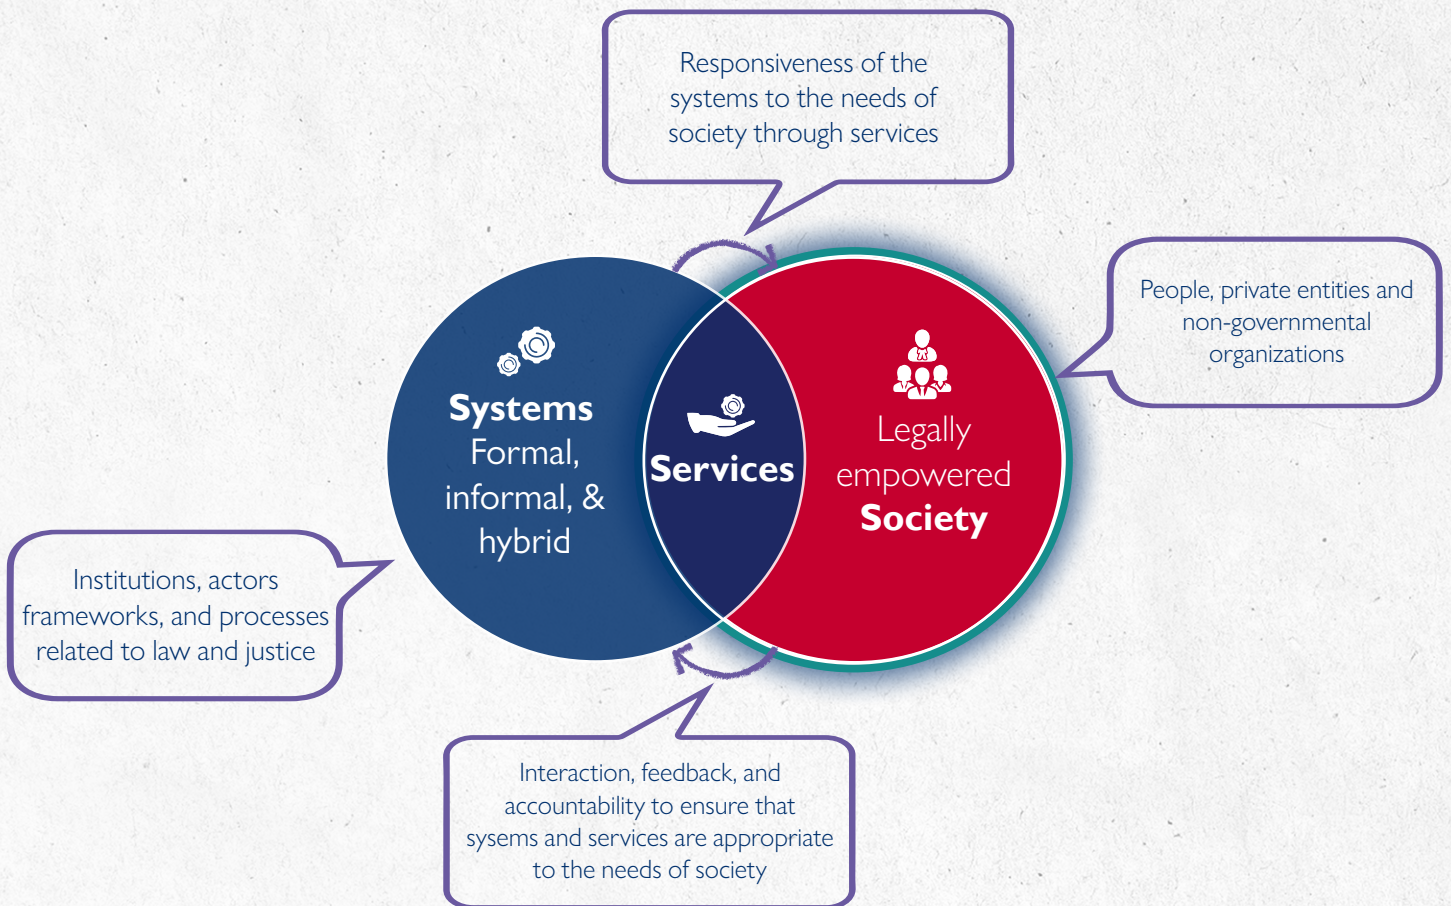 Responsiveness of the
systems to the needs of
society through services
People, private entities and
non-governmental
organizations
Systems
Formal,
informal, &
hybrid
Services
Legally
empowered
Society
Institutions, actors
frameworks, and processes
related to law and justice
Interaction, feedback, and
accountability to ensure that
sysems and services are appropriate
to the needs of society